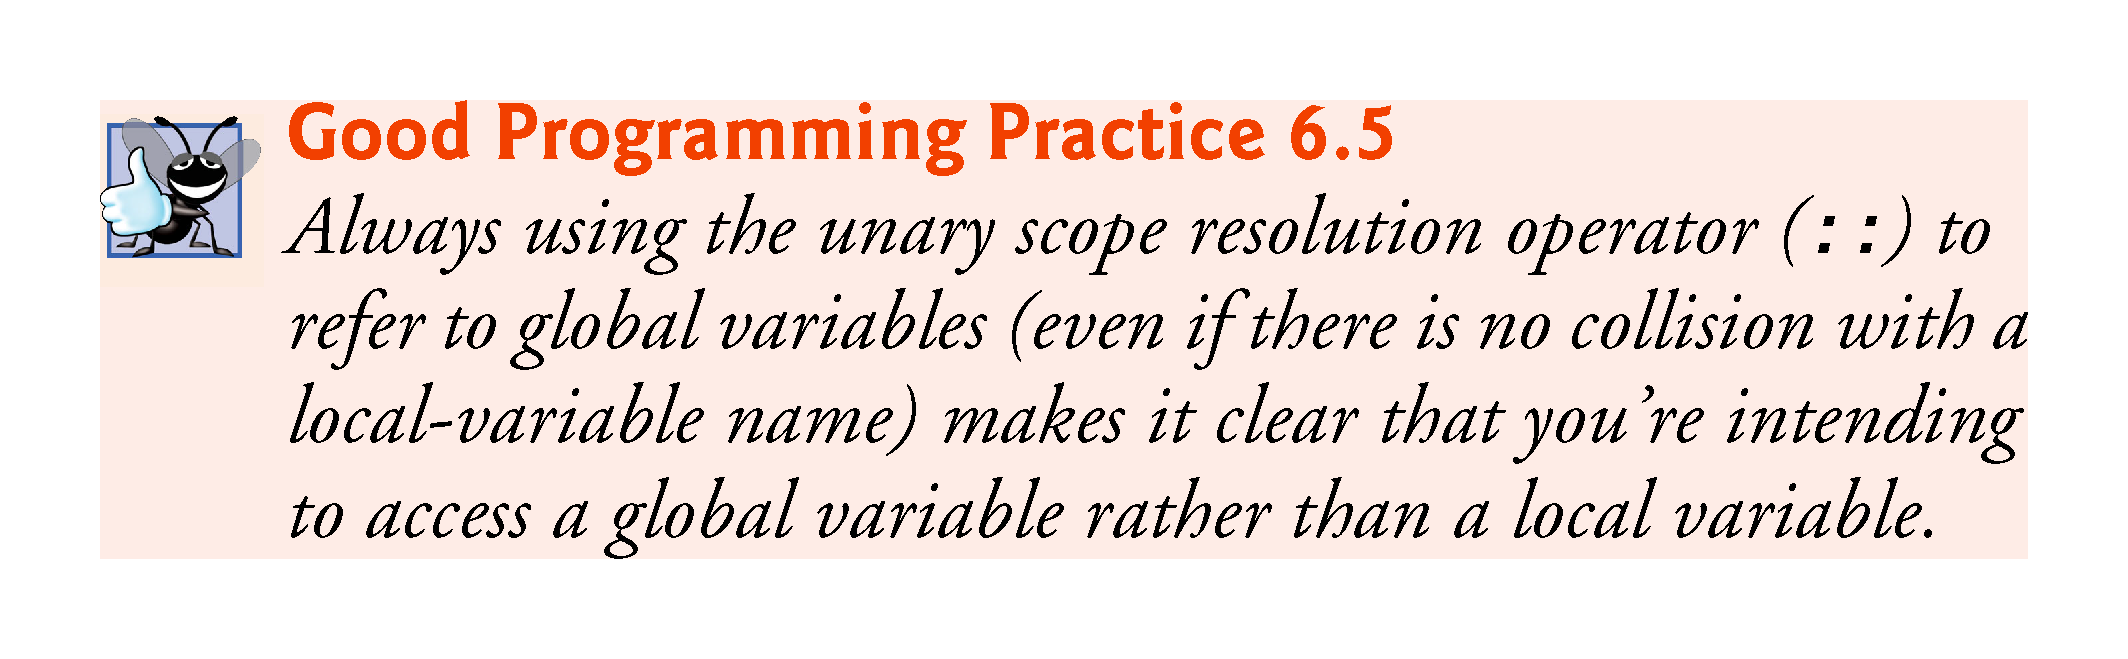 Good Programming Practice 6.5
Always using the unary scope resolution operator (::) to
refer to global variables (even if there is no collision with a
local-variable name) makes it clear that you’re intending
to access a global variable rather than a local variable.